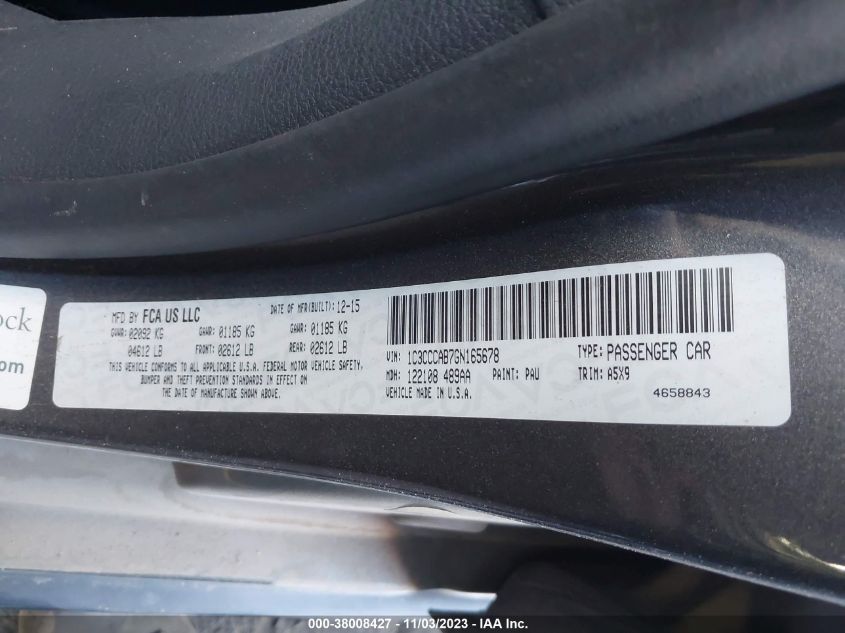 ock
om
MFD BY FCA US LLC
DATE OF MFR(BUILT): 12-15
GVWR: 02092 KG GAWR: 01185 KG GAWR: 01185 KG
04612 LB FRONT: 02612 LB REAR: 02612 LB
THIS VEHICLE CONFORMS TO ALL APPLICABLE U.S.A. FEDERAL MOTOR VEHICLE SAFETY,
BUMPER AND THEFT PREVENTION STANDARDS IN EFFECT ON
THE DATE OF MANUFACTURE SHOWN ABOVE.
VIN: 1C3CCCAB7GN165678 TYPE: PASSENGER CAR
MDH: 122108 489AA PAINT: PAU TRIM: A5X9
VEHICLE MADE IN U.S.A. 4658843
000-38008427 - 11/03/2023 - IAA Inc.